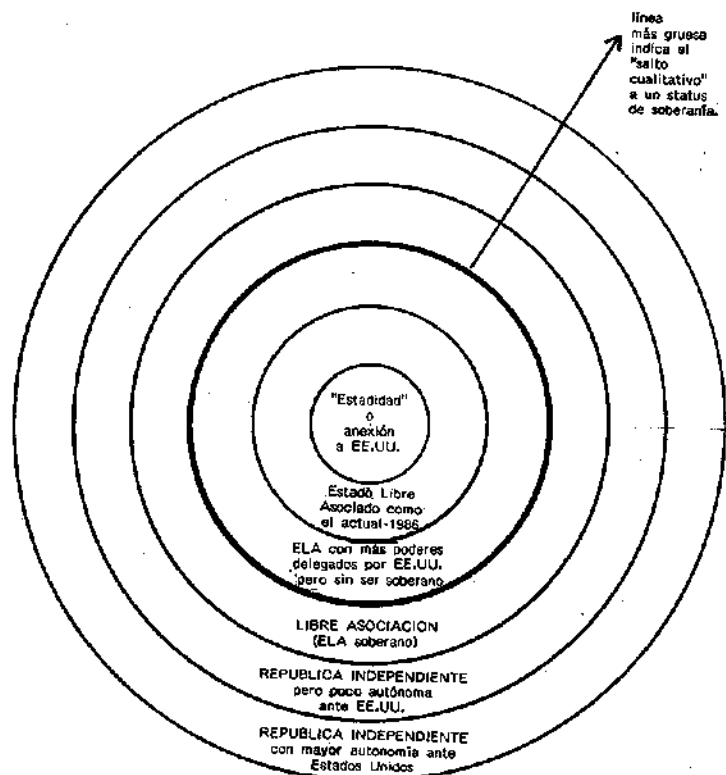 línea
más gruesa
indica el
"salto
cualitativo"
a un status
de soberanía.
"Estadidad"
o
anexión
a EE.UU.
Estado Libre
Asociado como
el actual-1986
ELA con más poderes
delegados por EE.UU.
pero sin ser soberano
LIBRE ASOCIACION
(ELA soberano)
REPUBLICA INDEPENDIENTE
pero poco autónoma
ante EE.UU.
REPUBLICA INDEPENDIENTE
con mayor autonomía ante
Estados Unidos